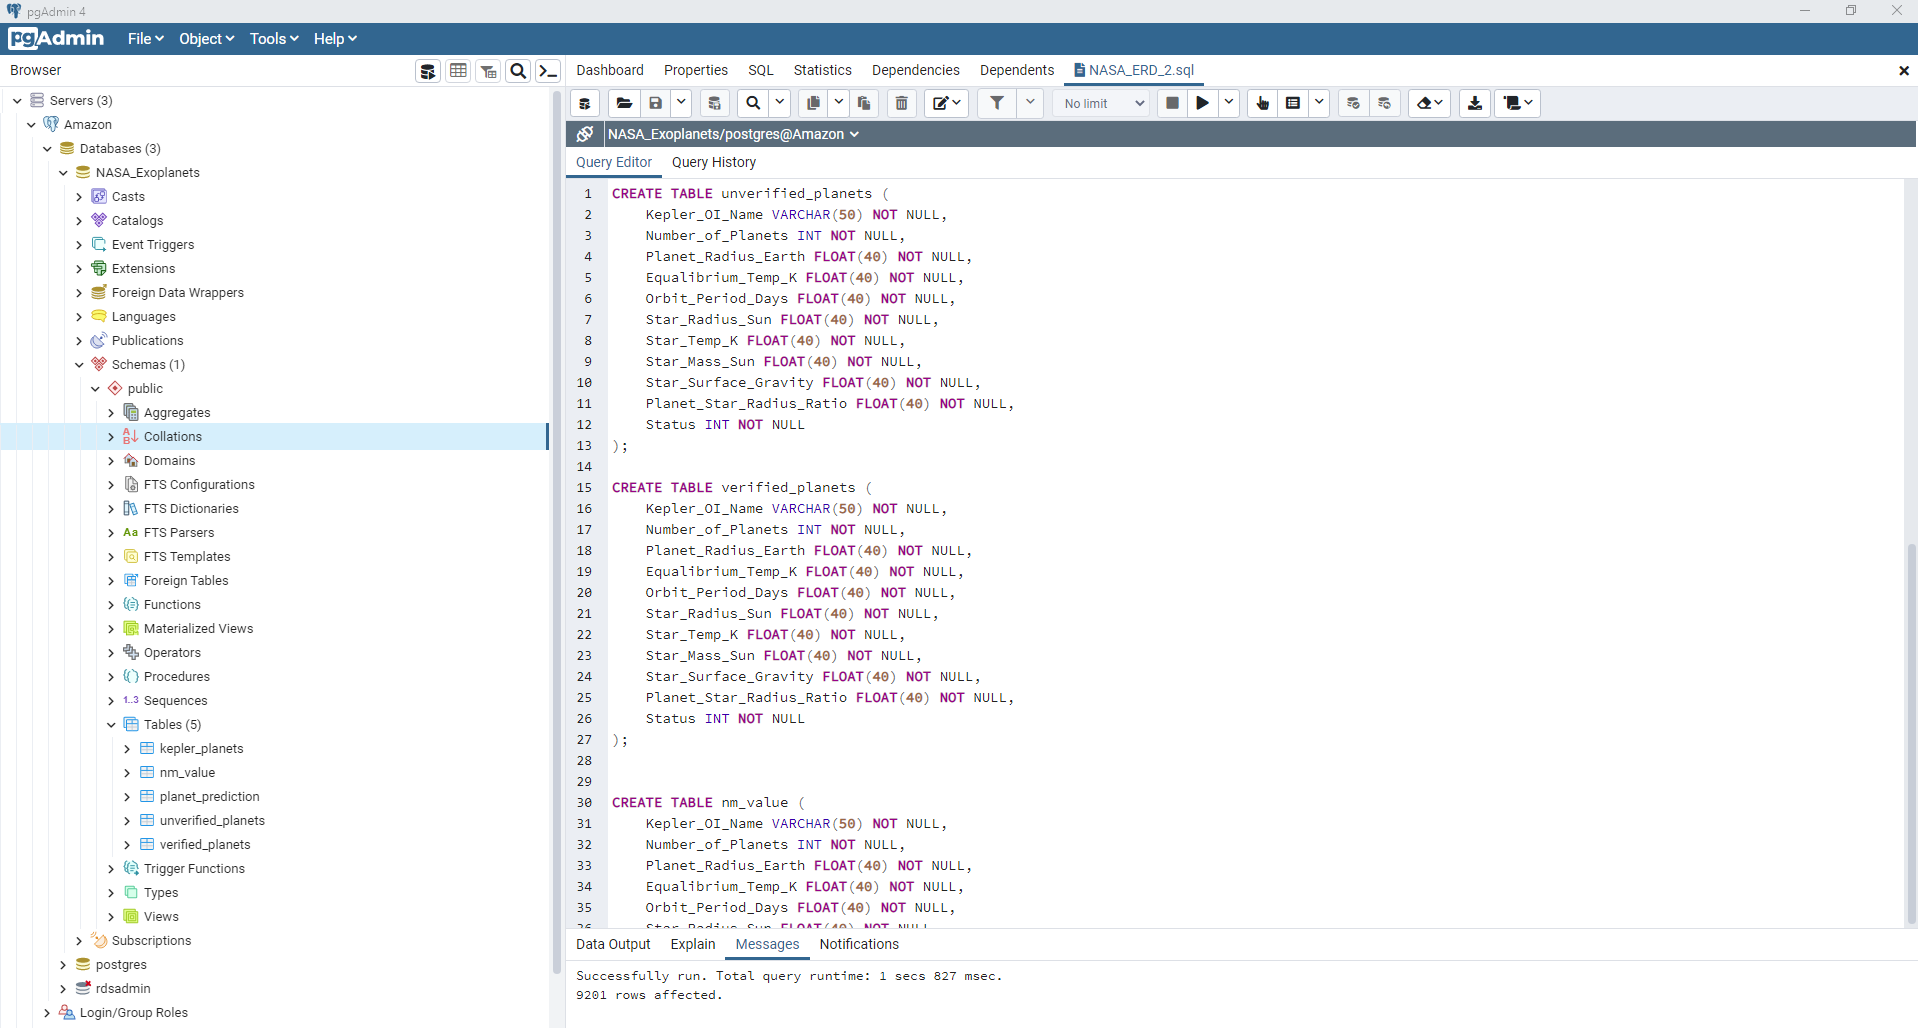 pgAdmin 4
pgAdmin File Object Tools Help
Browser
Servers (3)
Amazon
Databases (3)
NASA_Exoplanets
Casts
Catalogs
Event Triggers
Extensions
Foreign Data Wrappers
Languages
Publications
Schemas (1)
public
Aggregates
Collations
Domains
FTS Configurations
FTS Dictionaries
Aa FTS Parsers
FTS Templates
Foreign Tables
Functions
Materialized Views
Operators
Procedures
1..3 Sequences
Tables (5)
kepler_planets
nm_value
planet_prediction
unverified_planets
verified_planets
Trigger Functions
Types
Views
Subscriptions
postgres
rdsadmin
Login/Group Roles
Dashboard Properties SQL Statistics Dependencies Dependents NASA_ERD_2.sql
No limit
NASA_Exoplanets/postgres@Amazon
Query Editor Query History
1 CREATE TABLE unverified_planets (
2 Kepler_OI_Name VARCHAR(50) NOT NULL,
3 Number_of_Planets INT NOT NULL,
4 Planet_Radius_Earth FLOAT(40) NOT NULL,
5 Equalibrium_Temp_K FLOAT(40) NOT NULL,
6 Orbit_Period_Days FLOAT(40) NOT NULL,
7 Star_Radius_Sun FLOAT(40) NOT NULL,
8 Star_Temp_K FLOAT(40) NOT NULL,
9 Star_Mass_Sun FLOAT(40) NOT NULL,
10 Star_Surface_Gravity FLOAT(40) NOT NULL,
11 Planet_Star_Radius_Ratio FLOAT(40) NOT NULL,
12 Status INT NOT NULL
13 );
14
15 CREATE TABLE verified_planets (
16 Kepler_OI_Name VARCHAR(50) NOT NULL,
17 Number_of_Planets INT NOT NULL,
18 Planet_Radius_Earth FLOAT(40) NOT NULL,
19 Equalibrium_Temp_K FLOAT(40) NOT NULL,
20 Orbit_Period_Days FLOAT(40) NOT NULL,
21 Star_Radius_Sun FLOAT(40) NOT NULL,
22 Star_Temp_K FLOAT(40) NOT NULL,
23 Star_Mass_Sun FLOAT(40) NOT NULL,
24 Star_Surface_Gravity FLOAT(40) NOT NULL,
25 Planet_Star_Radius_Ratio FLOAT(40) NOT NULL,
26 Status INT NOT NULL
27 );
28
29
30 CREATE TABLE nm_value (
31 Kepler_OI_Name VARCHAR(50) NOT NULL,
32 Number_of_Planets INT NOT NULL,
33 Planet_Radius_Earth FLOAT(40) NOT NULL,
34 Equalibrium_Temp_K FLOAT(40) NOT NULL,
35 Orbit_Period_Days FLOAT(40) NOT NULL,
36 Star_Radius_Sun FLOAT(40) NOT NULL
Data Output Explain Messages Notifications
Successfully run. Total query runtime: 1 secs 827 msec.
9201 rows affected.